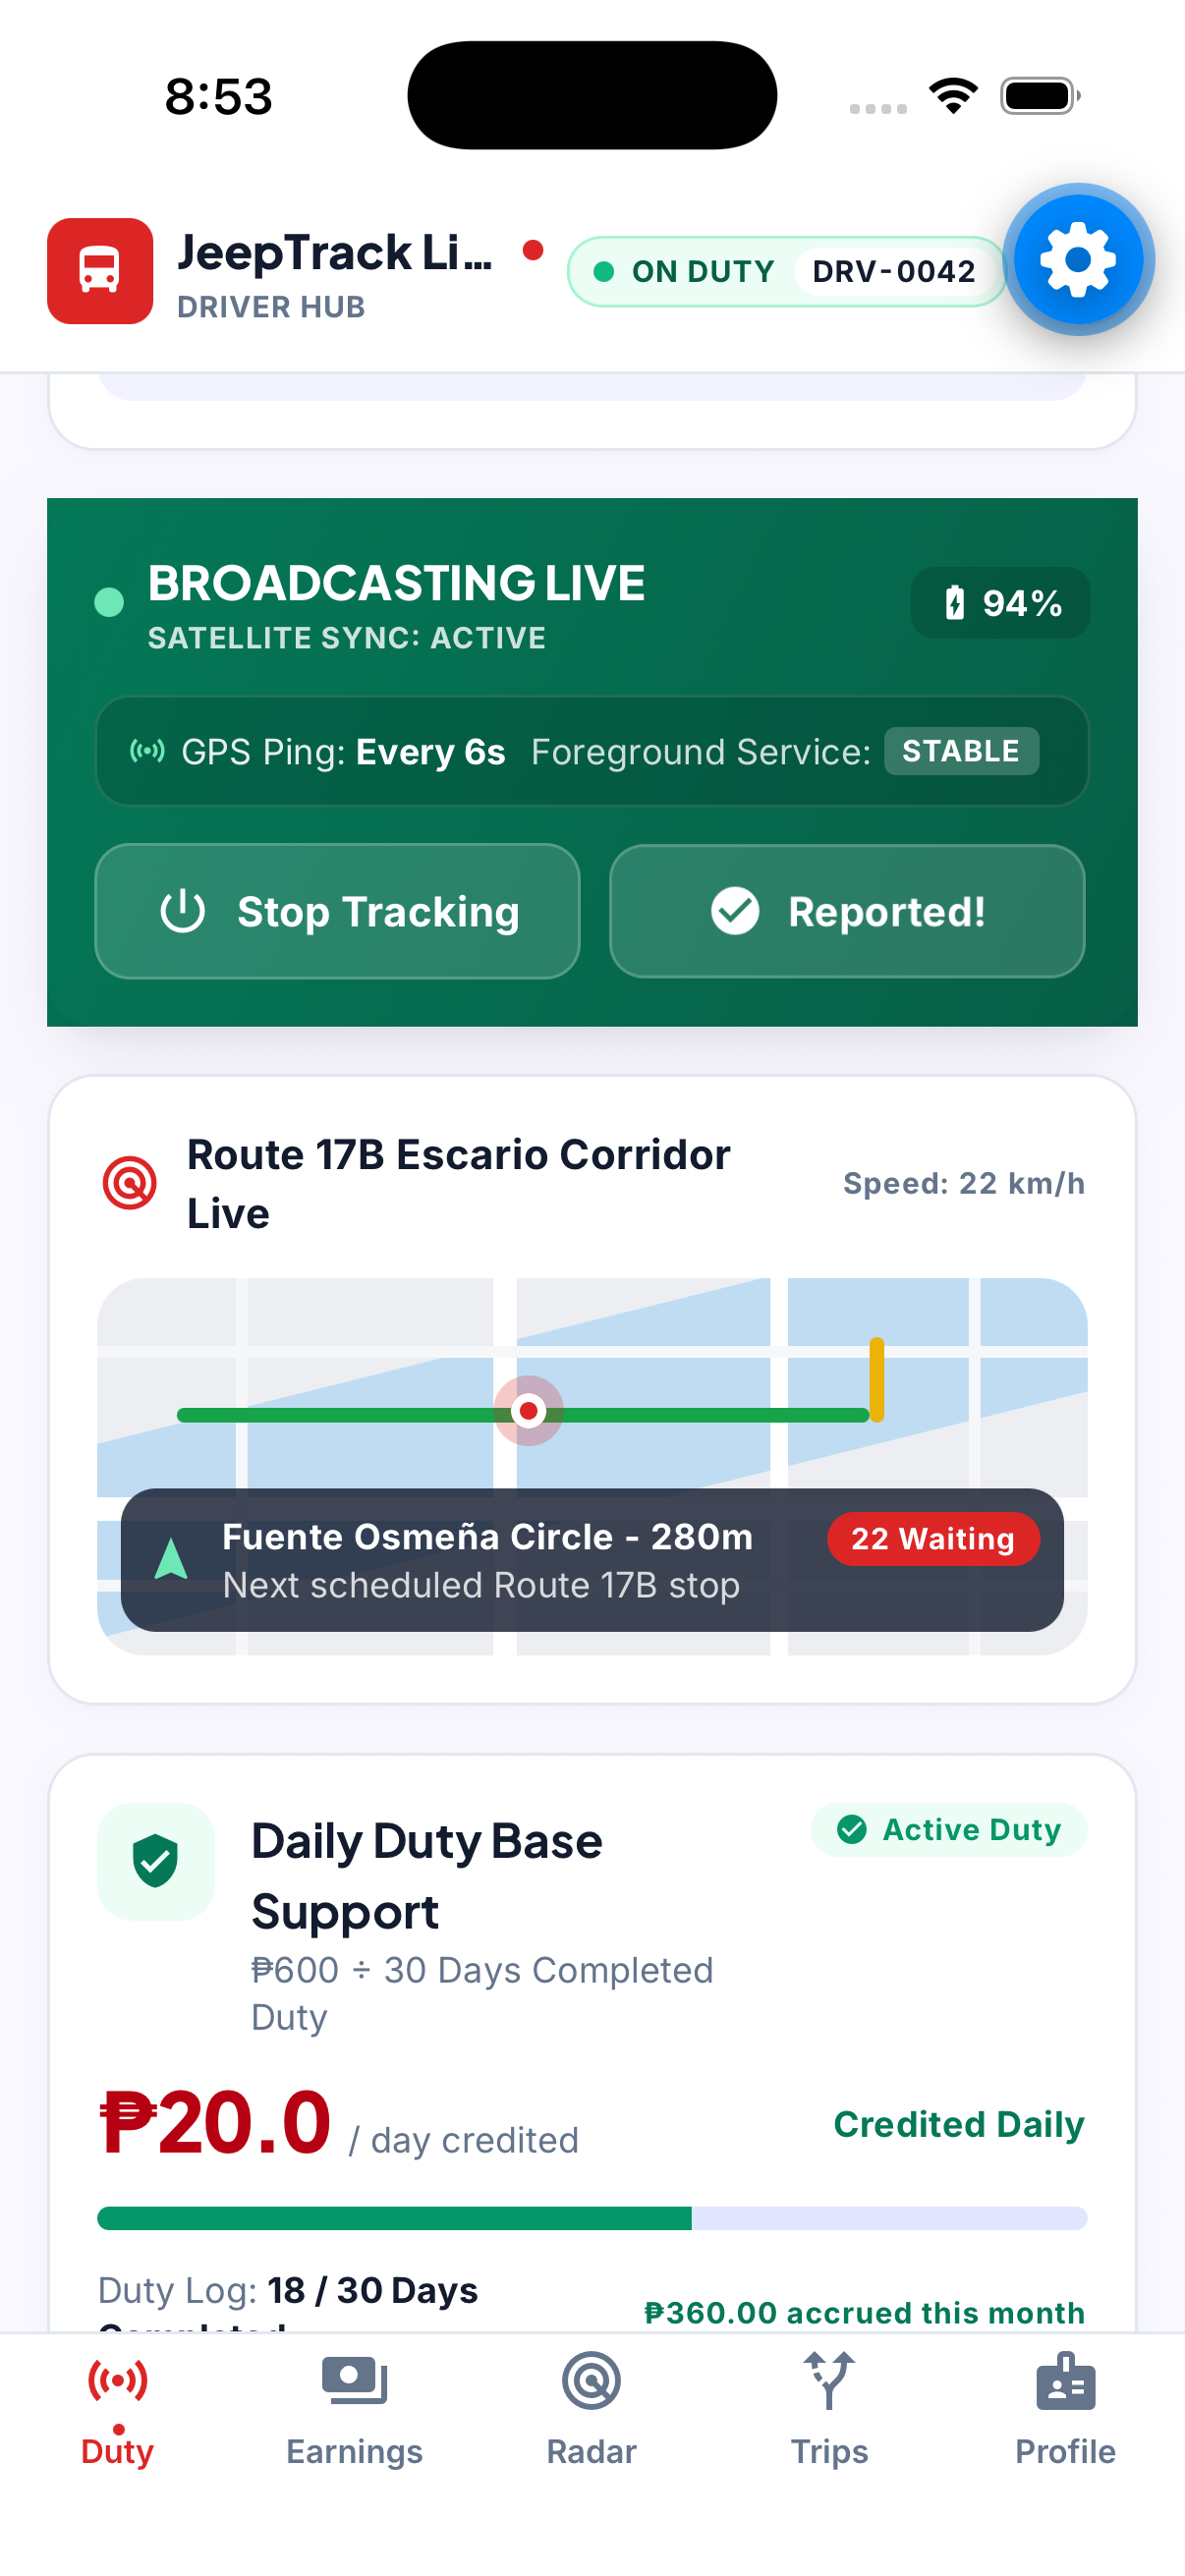 8:53
JeepTrack Li...
DRIVER HUB
ON DUTY DRV-0042
BROADCASTING LIVE
SATELLITE SYNC: ACTIVE
94%
GPS Ping: Every 6s Foreground Service: STABLE
Stop Tracking
Reported!
Route 17B Escario Corridor
Live
Speed: 22 km/h
Fuente Osmeña Circle - 280m
Next scheduled Route 17B stop
22 Waiting
Daily Duty Base
Support
Active Duty
₱600 ÷ 30 Days Completed
Duty
₱20.0 / day credited
Credited Daily
Duty Log: 18 / 30 Days
₱360.00 accrued this month
Duty
Earnings
Radar
Trips
Profile